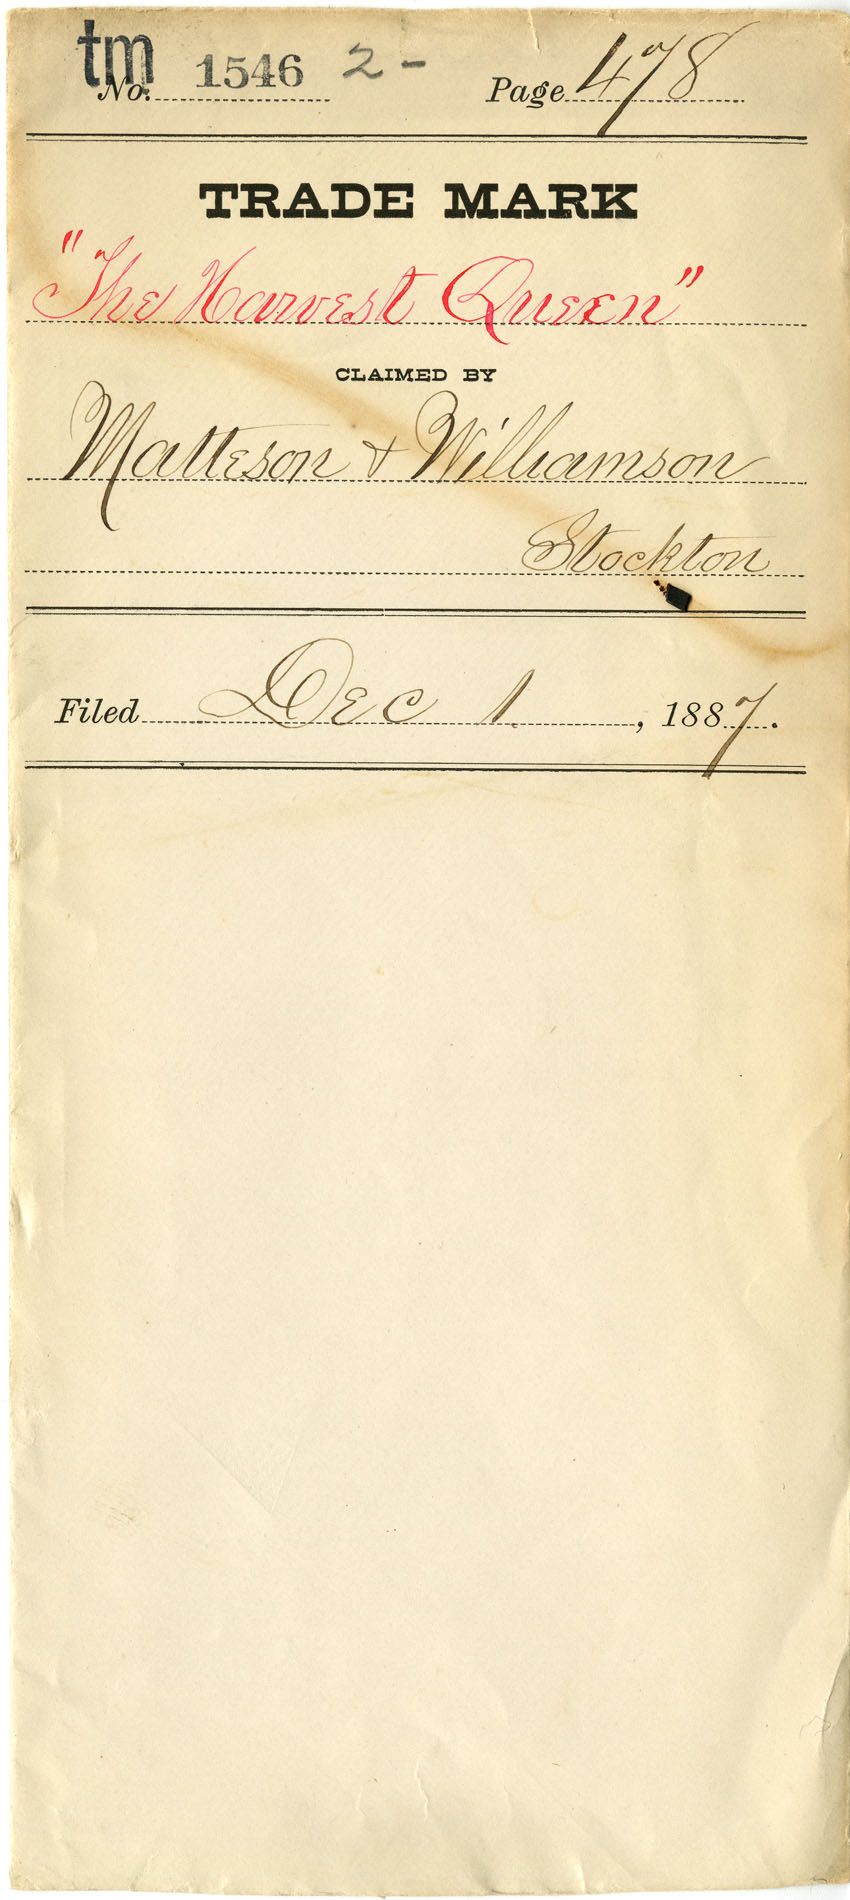 tm
No. 1546 2- Page 478
TRADE MARK
"The Harvest Queen"
CLAIMED BY
Matteson & Williamson
Stockton
Filed Dec 1, 1887.